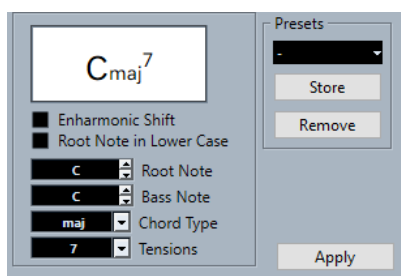 Cmaj7
Enharmonic Shift
Root Note in Lower Case
C Root Note
C Bass Note
maj Chord Type
7 Tensions
Presets
-
Store
Remove
Apply